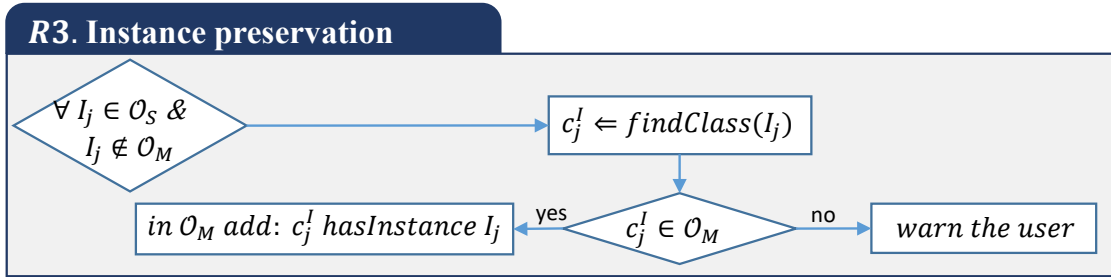 R3. Instance preservation
∀ I_j ∈ 𝒪_S &
I_j ∉ 𝒪_M
c_j^I ⇐ findClass(I_j)
in 𝒪_M add: c_j^I hasInstance I_j
yes
c_j^I ∈ 𝒪_M
no
warn the user